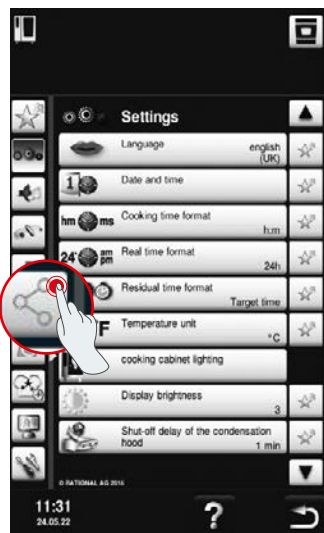 Settings
Language
english
(UK)
1
Date and time
hm ms
Cooking time format
h:m
24 am pm
Real time format
24h
Residual time format
Target time
F
Temperature unit
°C
cooking cabinet lighting
Display brightness
3
Shut-off delay of the condensation
hood
1 min
© RATIONAL AG 2016
11:31
24.05.22
?